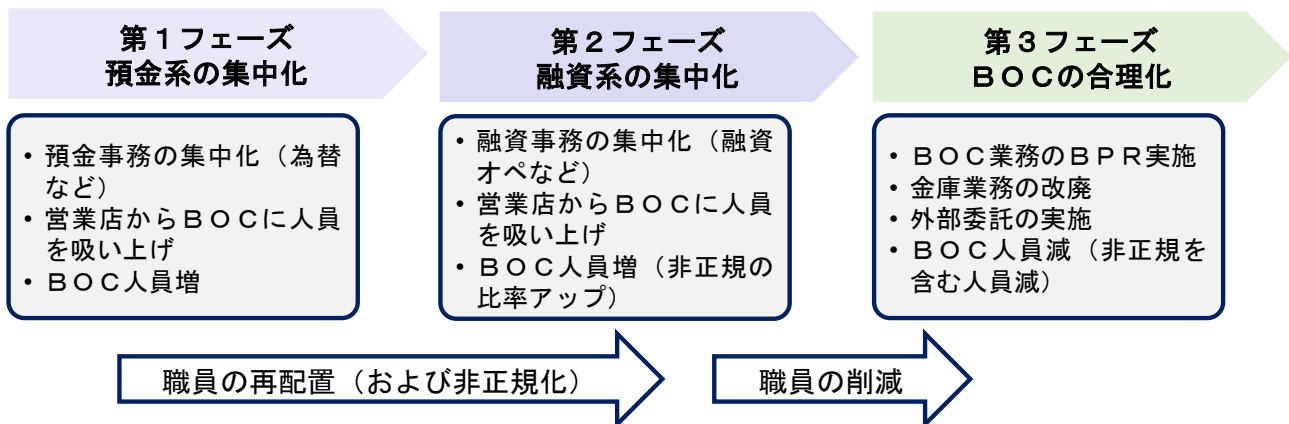 第１フェーズ
預金系の集中化
第２フェーズ
融資系の集中化
第３フェーズ
ＢＯＣの合理化
• 預金事務の集中化（為替
など）
• 営業店からＢＯＣに人員
を吸い上げ
• ＢＯＣ人員増
• 融資事務の集中化（融資
オペなど）
• 営業店からＢＯＣに人員
を吸い上げ
• ＢＯＣ人員増（非正規の
比率アップ）
• ＢＯＣ業務のＢＰＲ実施
• 金庫業務の改廃
• 外部委託の実施
• ＢＯＣ人員減（非正規を
含む人員減）
職員の再配置（および非正規化）
職員の削減